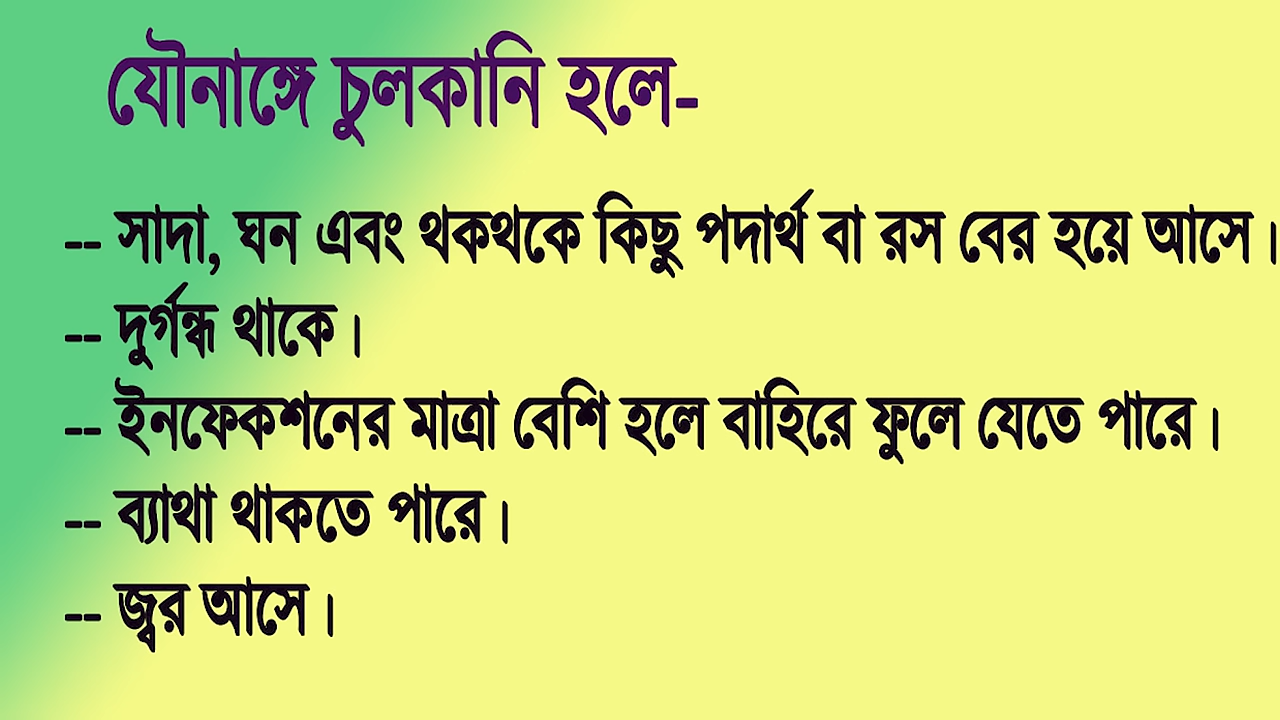 যৌনাঙ্গে চুলকানি হলে-
-- সাদা, ঘন এবং থকথকে কিছু পদার্থ বা রস বের হয়ে আসে।
-- দুর্গন্ধ থাকে।
-- ইনফেকশনের মাত্রা বেশি হলে বাহিরে ফুলে যেতে পারে।
-- ব্যাথা থাকতে পারে।
-- জ্বর আসে।